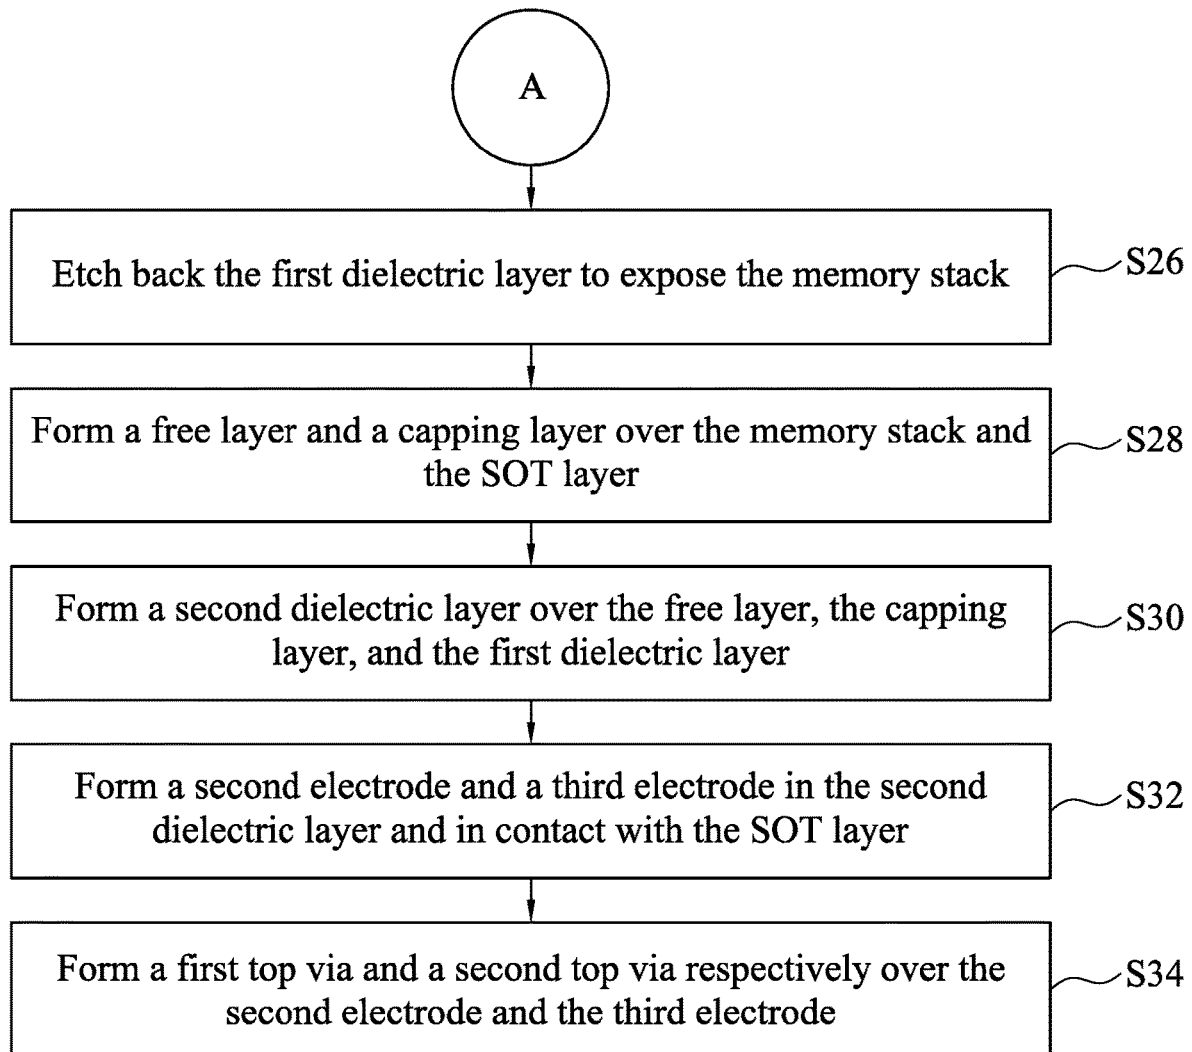 A
Etch back the first dielectric layer to expose the memory stack
S26
Form a free layer and a capping layer over the memory stack and
the SOT layer
S28
Form a second dielectric layer over the free layer, the capping
layer, and the first dielectric layer
S30
Form a second electrode and a third electrode in the second
dielectric layer and in contact with the SOT layer
S32
Form a first top via and a second top via respectively over the
second electrode and the third electrode
S34